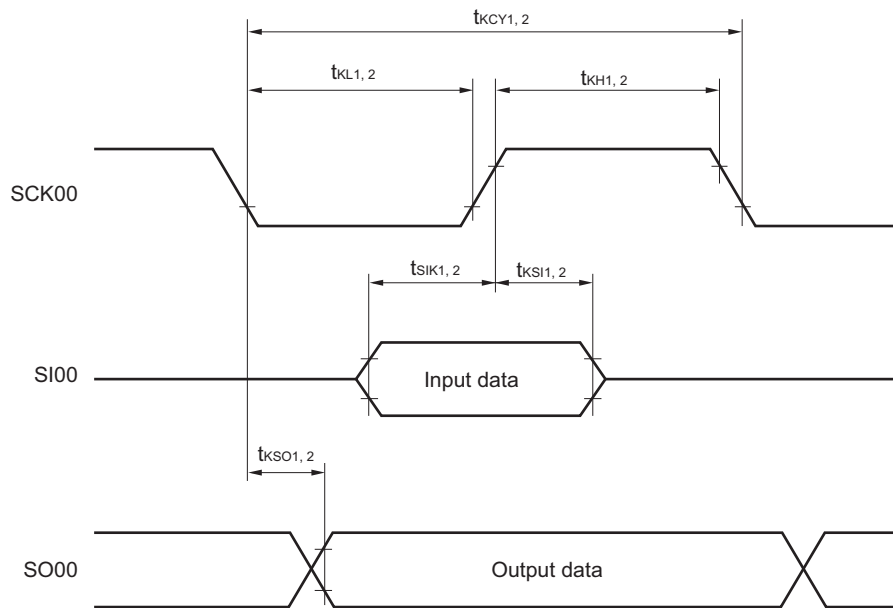 tKCY1, 2
tKL1, 2
tKH1, 2
SCK00
tSIK1, 2
tKSI1, 2
SI00
Input data
tKSO1, 2
SO00
Output data